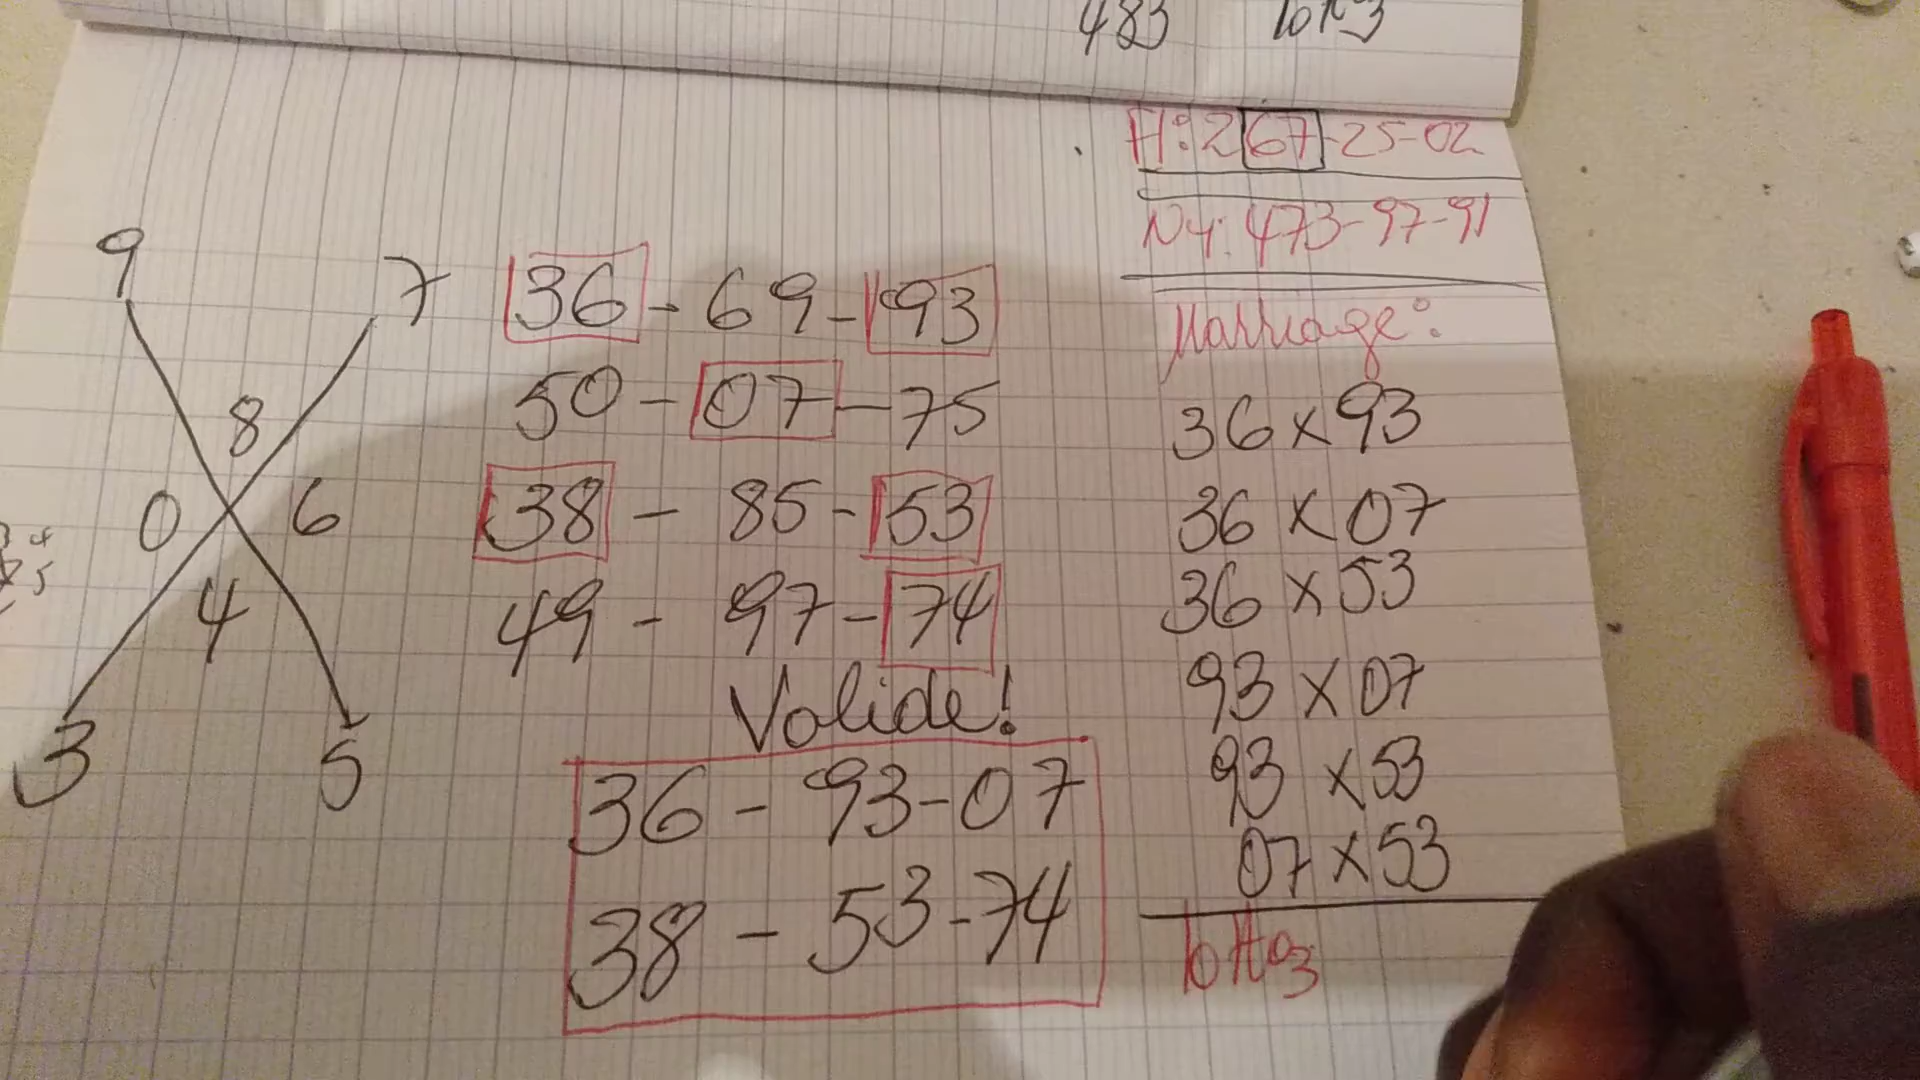 483 lotto3
H: 267-25-02
Ny: 473-97-91
9 7
8
0 6
4
3 5
36 - 69 - 93
50 - 07 - 75
38 - 85 - 53
49 - 97 - 74
Valide!
36 - 93 - 07
38 - 53 - 74
Marriage:
36 x 93
36 x 07
36 x 53
93 x 07
93 x 53
07 x 53
lotto3